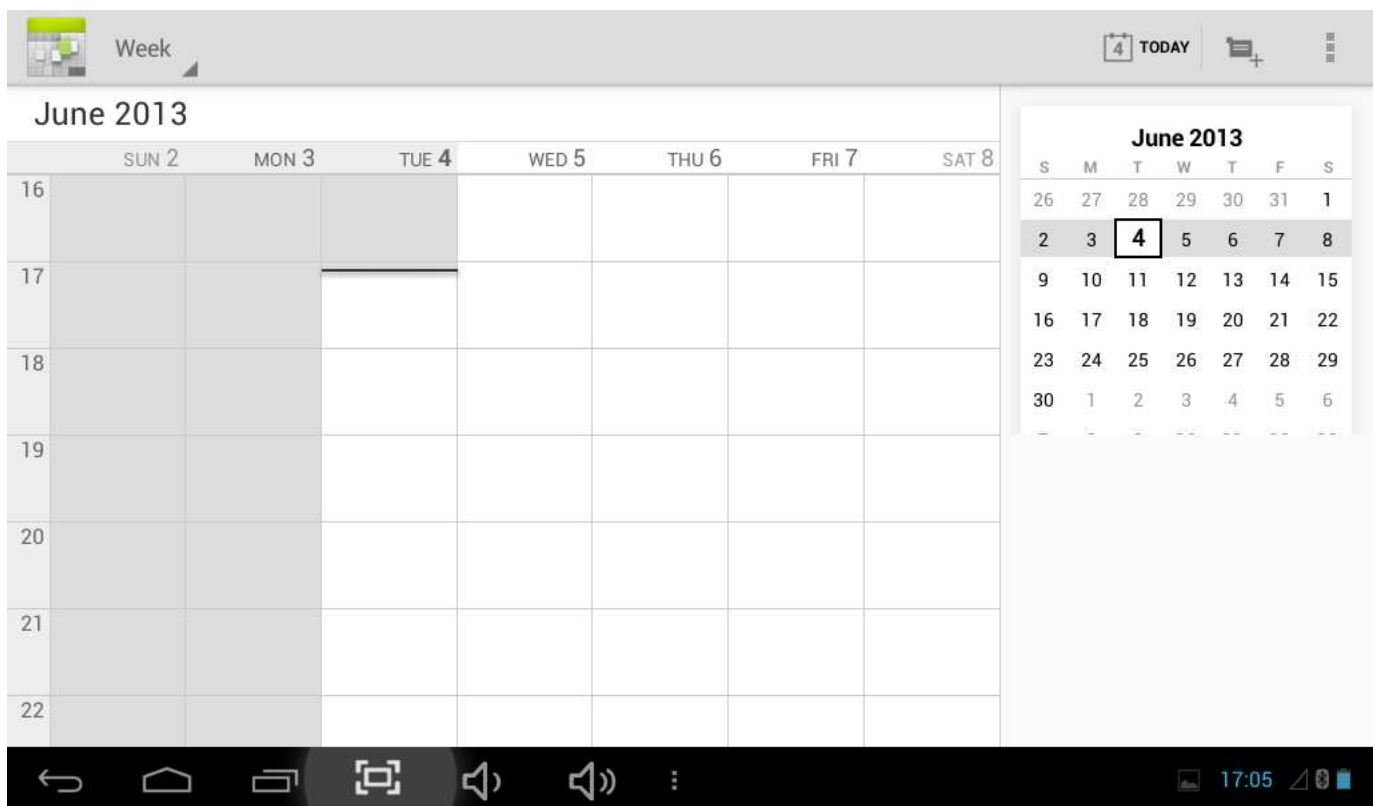 Week
4 TODAY
June 2013
SUN 2 MON 3 TUE 4 WED 5 THU 6 FRI 7 SAT 8
16
17
18
19
20
21
22
June 2013
S M T W T F S
26 27 28 29 30 31 1
2 3 4 5 6 7 8
9 10 11 12 13 14 15
16 17 18 19 20 21 22
23 24 25 26 27 28 29
30 1 2 3 4 5 6
17:05